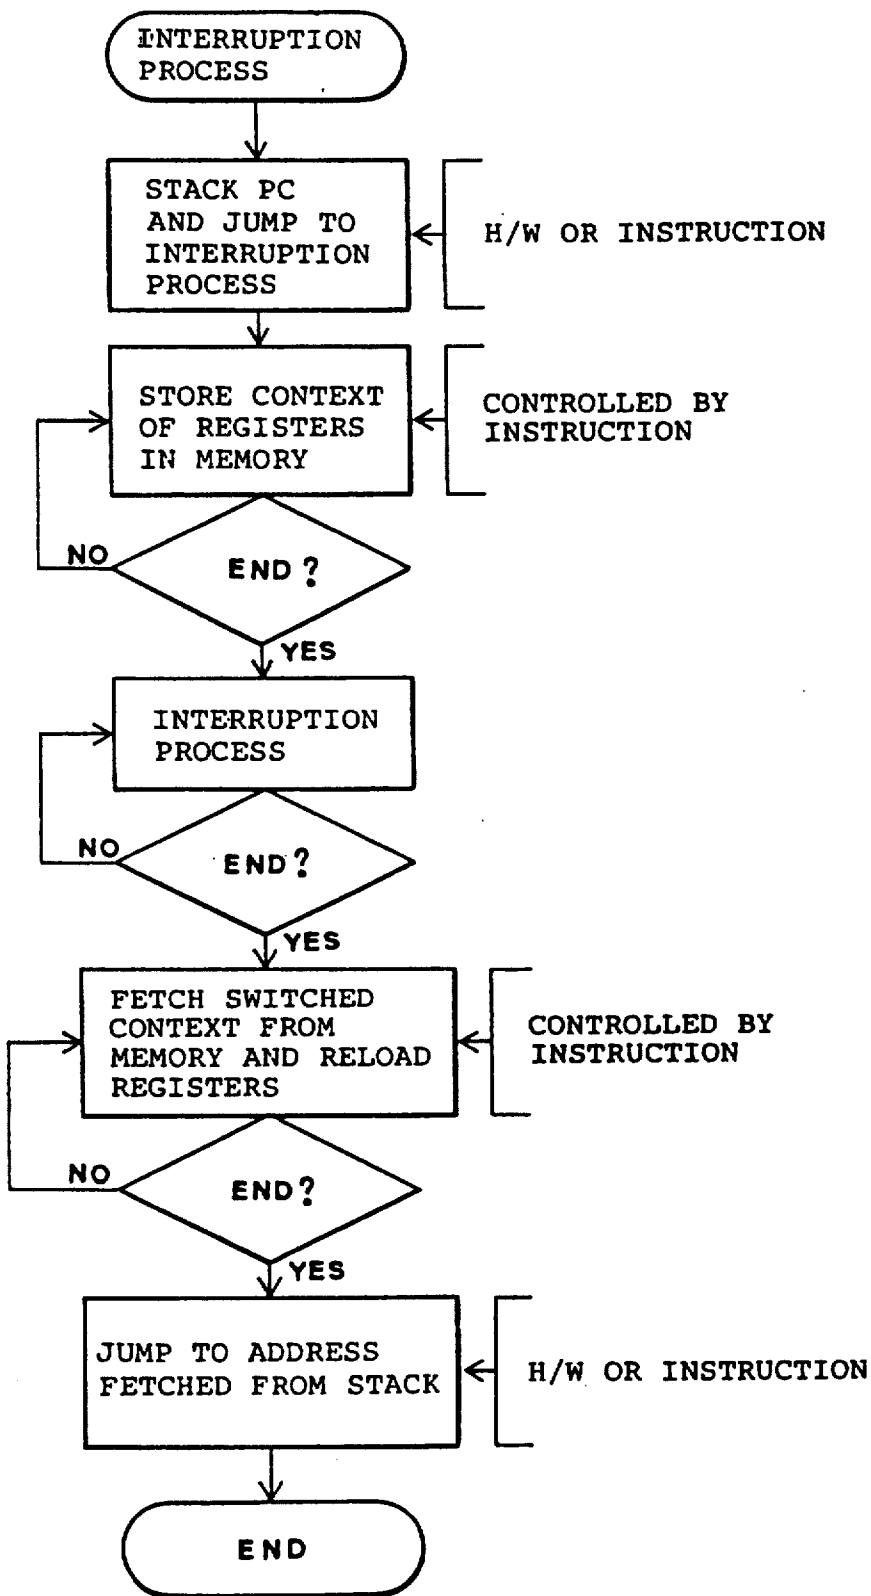 INTERRUPTION
PROCESS
STACK PC
AND JUMP TO
INTERRUPTION
PROCESS
H/W OR INSTRUCTION
STORE CONTEXT
OF REGISTERS
IN MEMORY
CONTROLLED BY
INSTRUCTION
NO
END?
YES
INTERRUPTION
PROCESS
NO
END?
YES
FETCH SWITCHED
CONTEXT FROM
MEMORY AND RELOAD
REGISTERS
CONTROLLED BY
INSTRUCTION
NO
END?
YES
JUMP TO ADDRESS
FETCHED FROM STACK
H/W OR INSTRUCTION
END